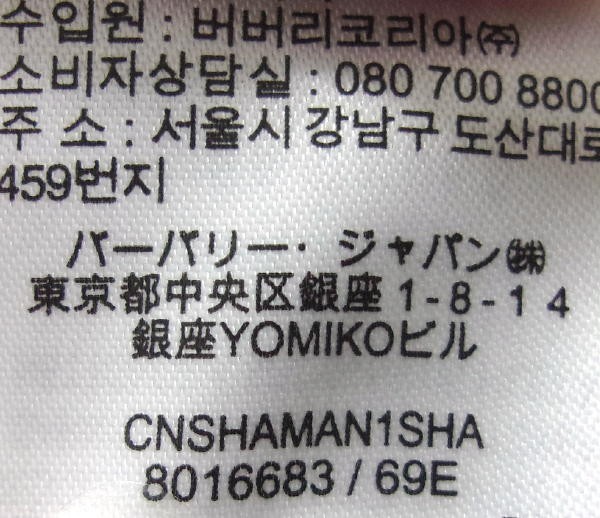 수입원 : 버버리코리아㈜
소비자상담실 : 080 700 8800
주 소 : 서울시 강남구 도산대로
459번지
バーバリー・ジャパン㈱
東京都中央区銀座 1-8-14
銀座YOMIKOビル
CNSHAMAN1SHA
8016683 / 69E